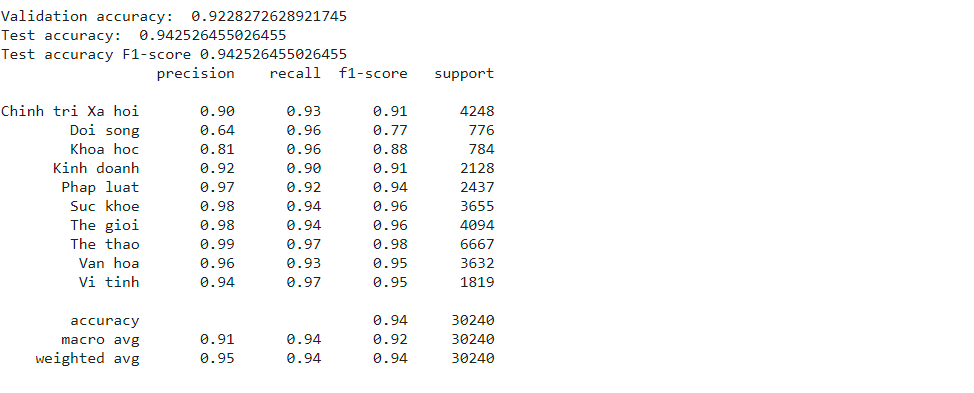 Validation accuracy:  0.9228272628921745
Test accuracy:  0.942526455026455
Test accuracy F1-score 0.942526455026455
                  precision    recall  f1-score   support

Chinh tri Xa hoi       0.90      0.93      0.91      4248
        Doi song       0.64      0.96      0.77       776
        Khoa hoc       0.81      0.96      0.88       784
      Kinh doanh       0.92      0.90      0.91      2128
       Phap luat       0.97      0.92      0.94      2437
        Suc khoe       0.98      0.94      0.96      3655
        The gioi       0.98      0.94      0.96      4094
        The thao       0.99      0.97      0.98      6667
         Van hoa       0.96      0.93      0.95      3632
         Vi tinh       0.94      0.97      0.95      1819

        accuracy                           0.94     30240
       macro avg       0.91      0.94      0.92     30240
    weighted avg       0.95      0.94      0.94     30240